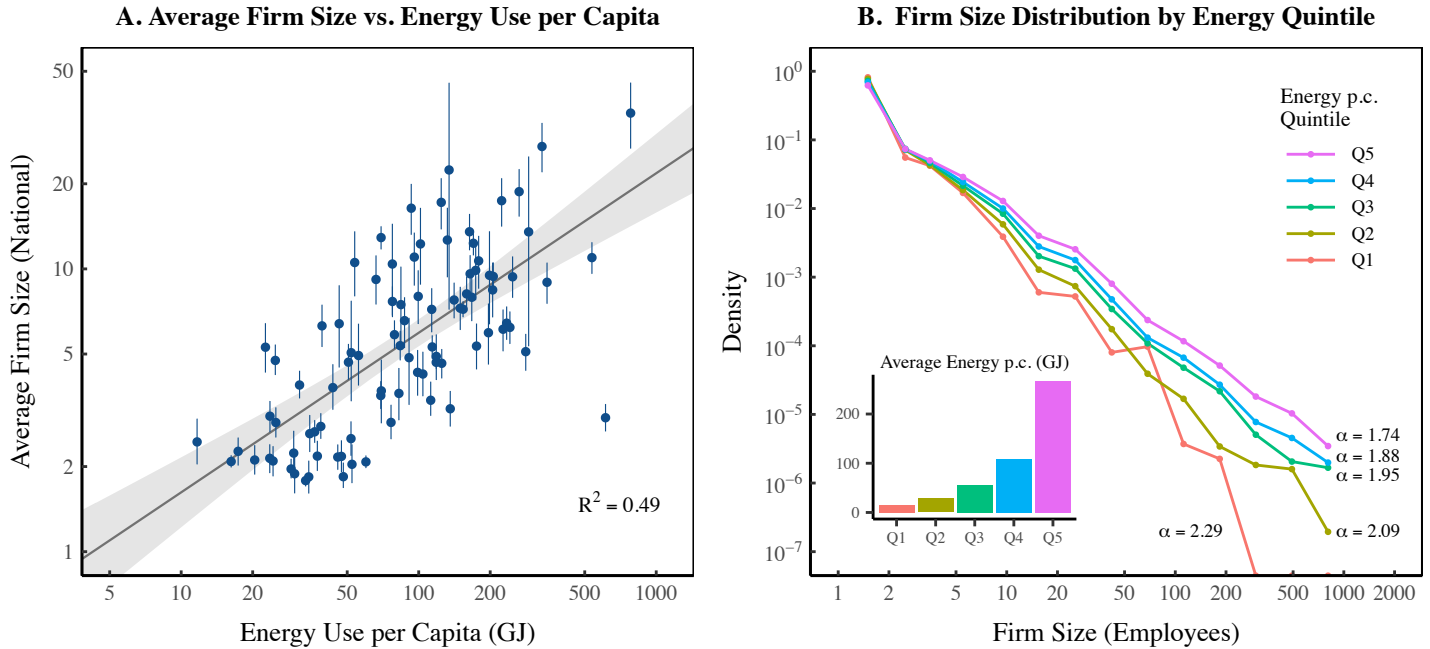 A. Average Firm Size vs. Energy Use per Capita
Average Firm Size (National)
50
20
10
5
2
1
R² = 0.49
5 10 20 50 100 200 500 1000
Energy Use per Capita (GJ)
B. Firm Size Distribution by Energy Quintile
Density
10⁰
10⁻¹
10⁻²
10⁻³
10⁻⁴
10⁻⁵
10⁻⁶
10⁻⁷
Energy p.c.
Quintile
Q5
Q4
Q3
Q2
Q1
Average Energy p.c. (GJ)
200
100
0
Q1 Q2 Q3 Q4 Q5
α = 1.74
α = 1.88
α = 1.95
α = 2.09
α = 2.29
1 2 5 10 20 50 100 200 500 1000 2000
Firm Size (Employees)